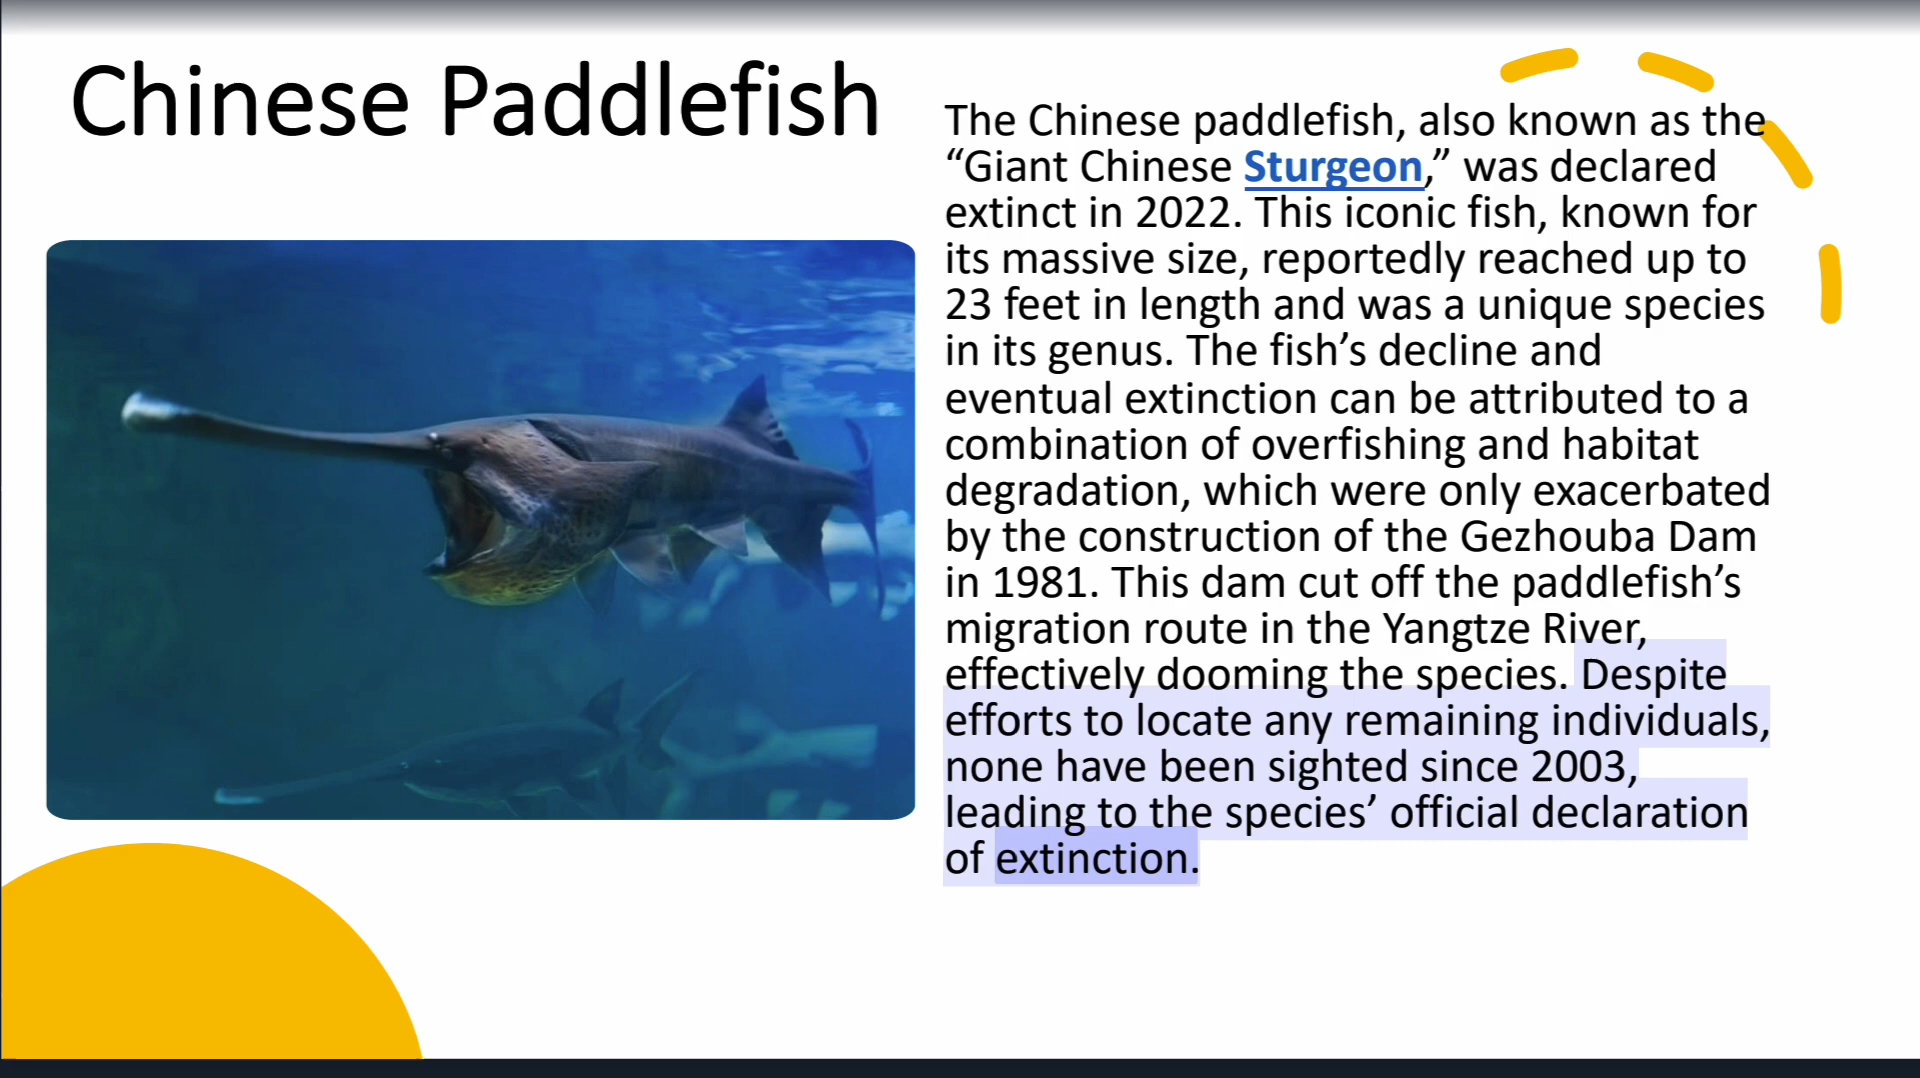 Chinese Paddlefish
The Chinese paddlefish, also known as the
“Giant Chinese Sturgeon,” was declared
extinct in 2022. This iconic fish, known for
its massive size, reportedly reached up to
23 feet in length and was a unique species
in its genus. The fish’s decline and
eventual extinction can be attributed to a
combination of overfishing and habitat
degradation, which were only exacerbated
by the construction of the Gezhouba Dam
in 1981. This dam cut off the paddlefish’s
migration route in the Yangtze River,
effectively dooming the species. Despite
efforts to locate any remaining individuals,
none have been sighted since 2003,
leading to the species’ official declaration
of extinction.